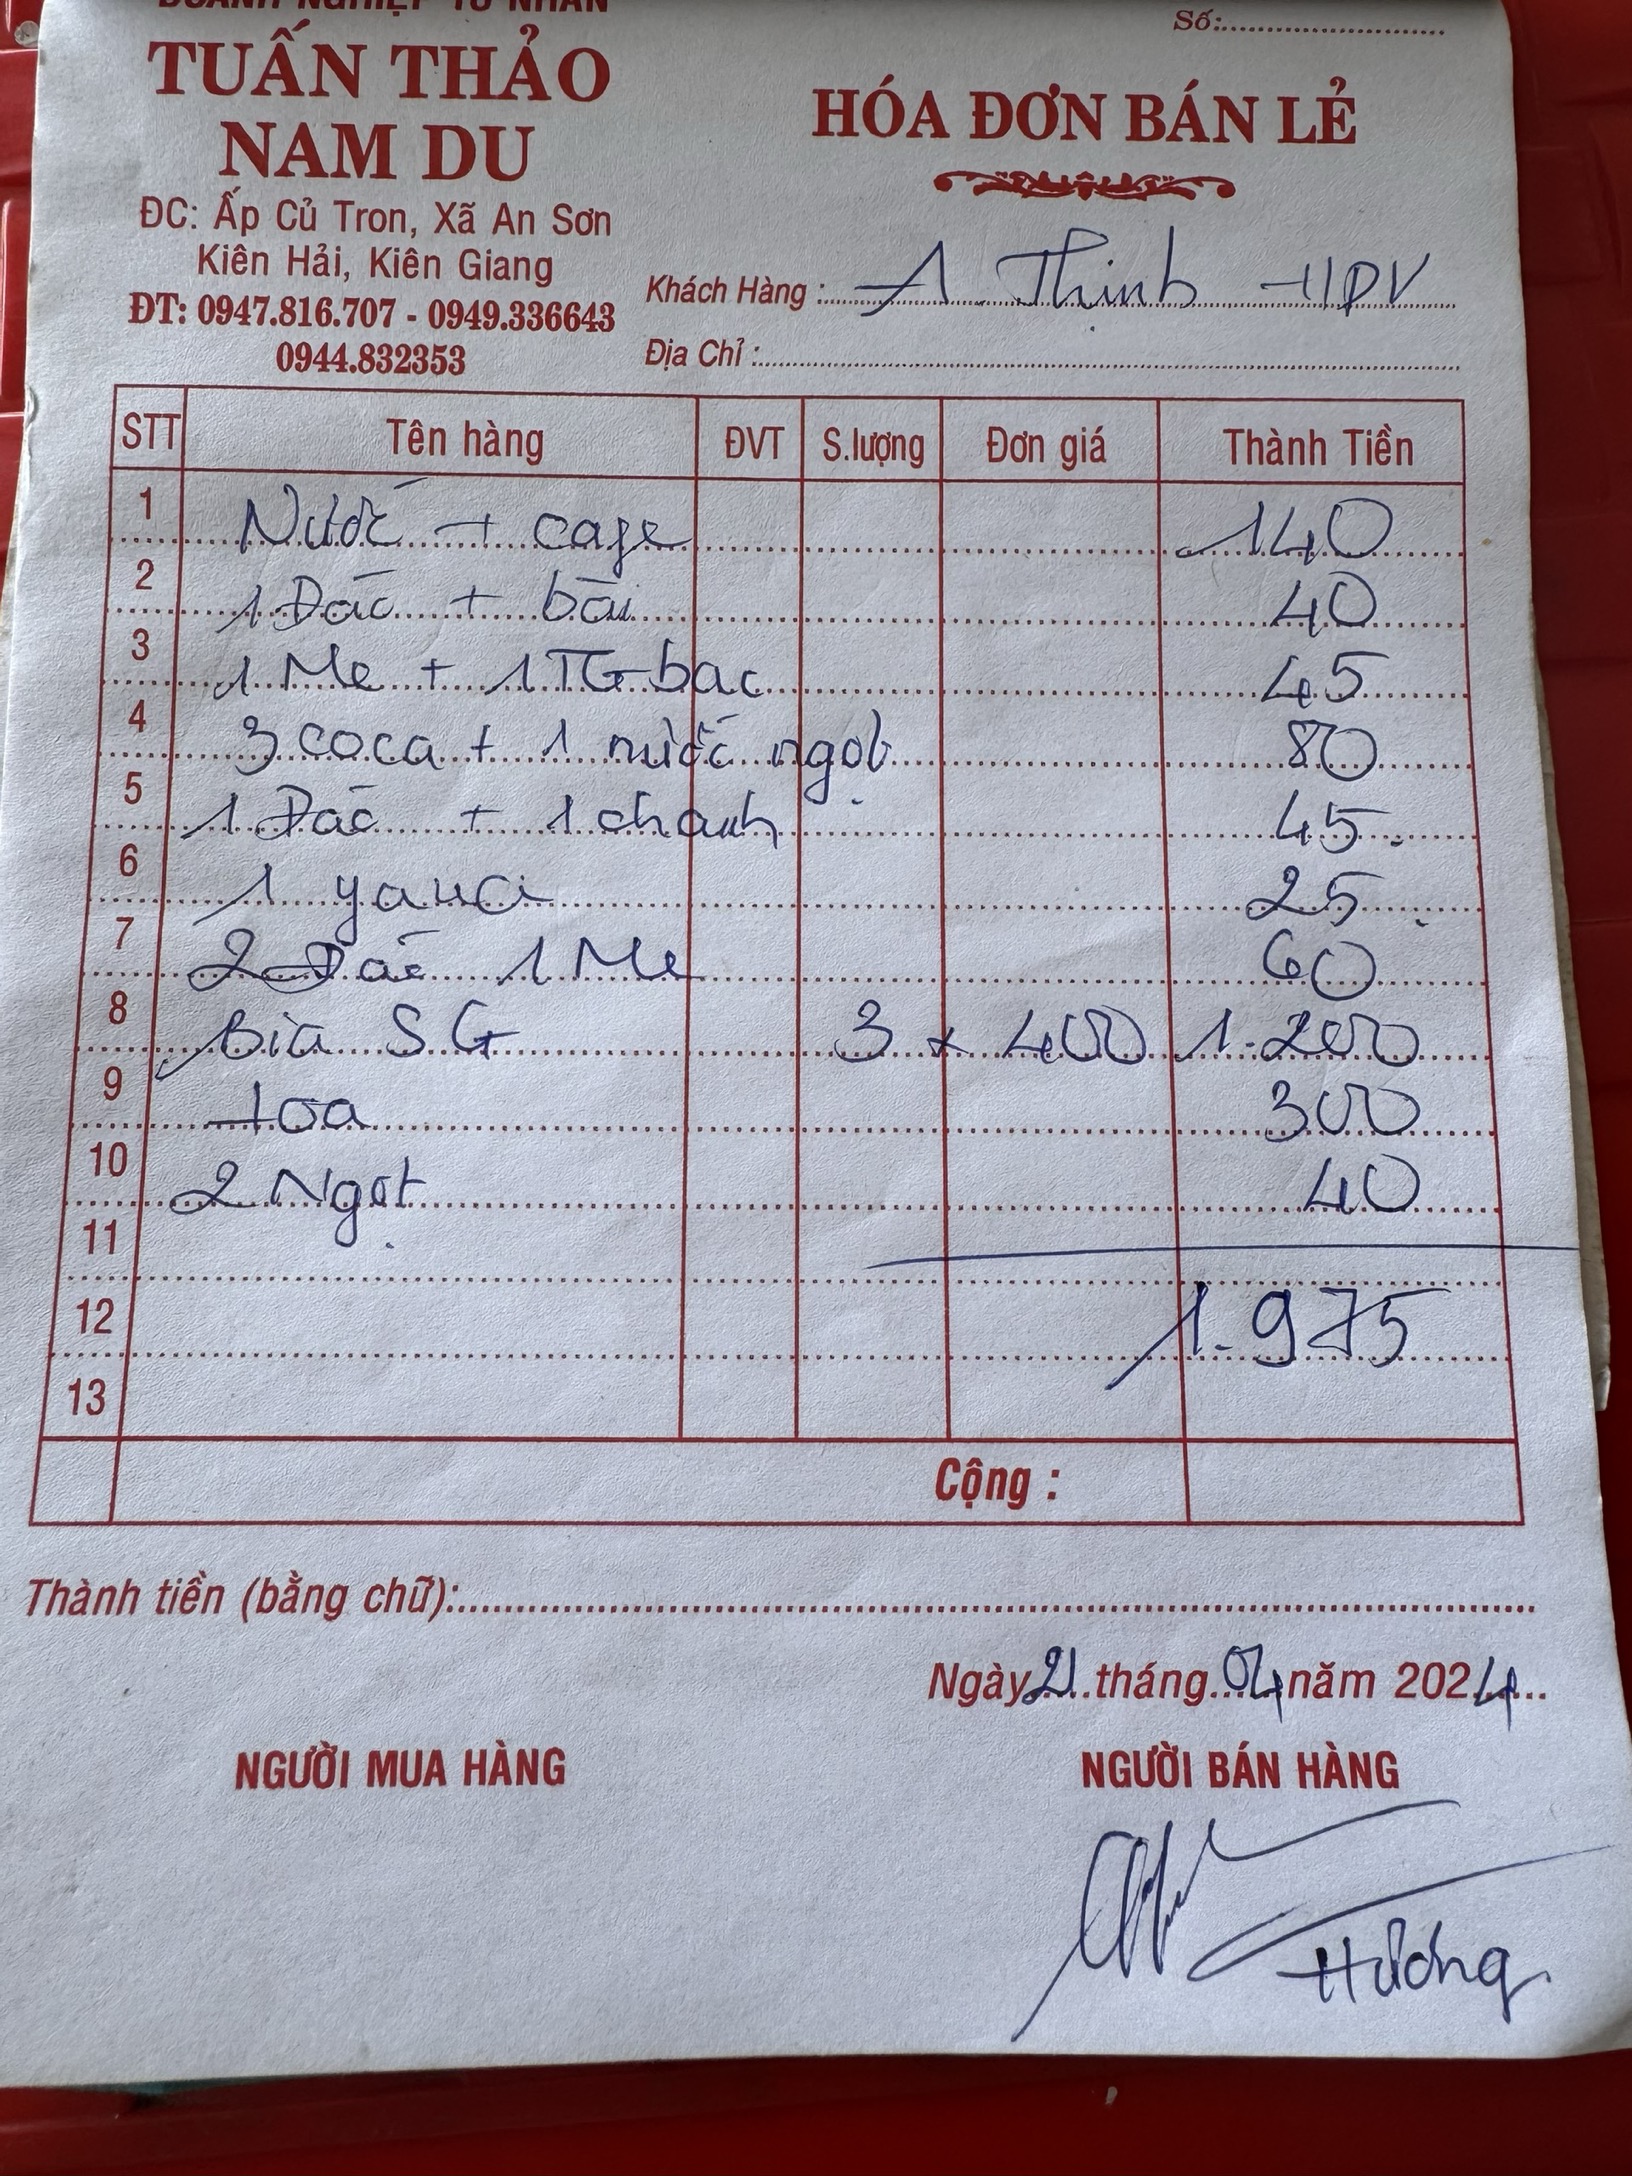 DOANH NGHIỆP TƯ NHÂN
TUẤN THẢO
NAM DU
ĐC: Ấp Củ Tron, Xã An Sơn
Kiên Hải, Kiên Giang
ĐT: 0947.816.707 - 0949.336643
0944.832353
Số:
HÓA ĐƠN BÁN LẺ
Khách Hàng : A. Thịnh HDV
Địa Chỉ :
STT Tên hàng ĐVT S.lượng Đơn giá Thành Tiền
1 Nước + cafe 140
2 1 Đác + 40
3 1 Me + 1 TG bạc 45
4 3 coca + 1 nước ngọt 80
5 1 Đác + 1 chanh 45
6 1 yaua 25
7 2 Đác 1 Me 60
8 Bia SG 3 x 400 1.200
9 300
10 2 Ngọt 40
11
12 1.975
13
Cộng :
Thành tiền (bằng chữ):
Ngày 21 tháng 04 năm 2024
NGƯỜI MUA HÀNG NGƯỜI BÁN HÀNG
Hương